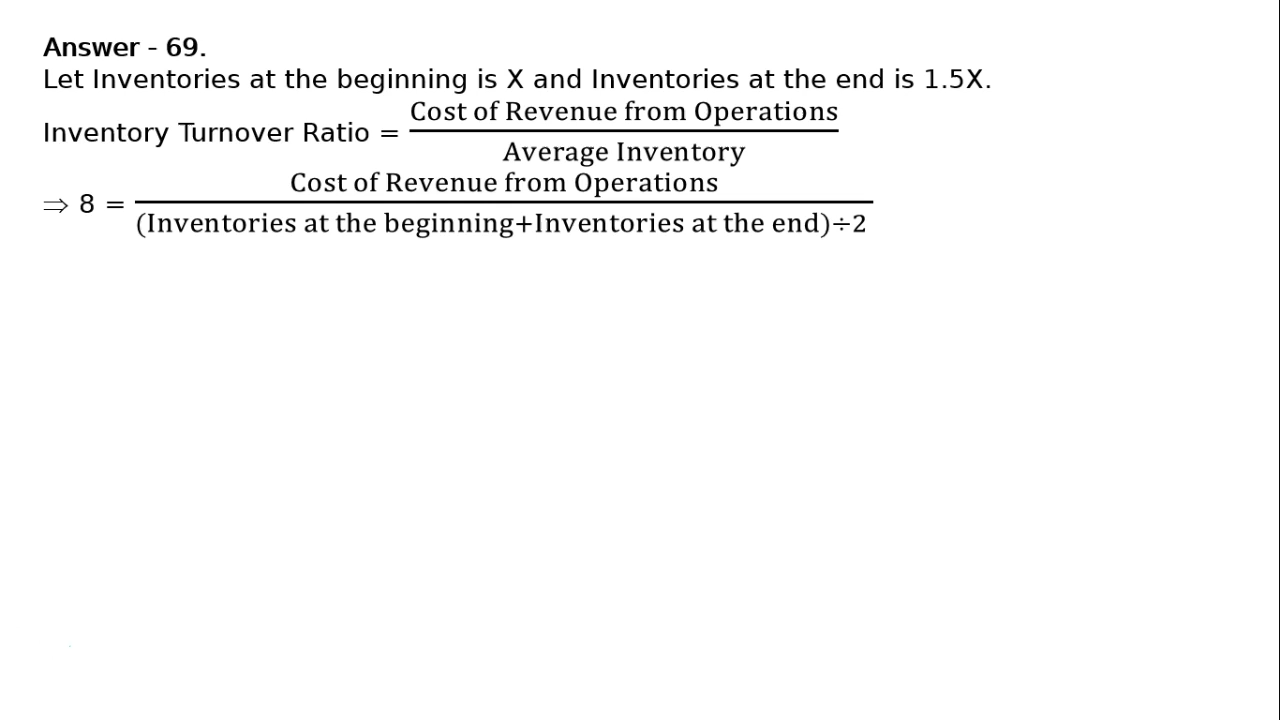 Answer - 69.
Let Inventories at the beginning is X and Inventories at the end is 1.5X.
Inventory Turnover Ratio = Cost of Revenue from Operations / Average Inventory
⇒ 8 = Cost of Revenue from Operations / (Inventories at the beginning+Inventories at the end)÷2